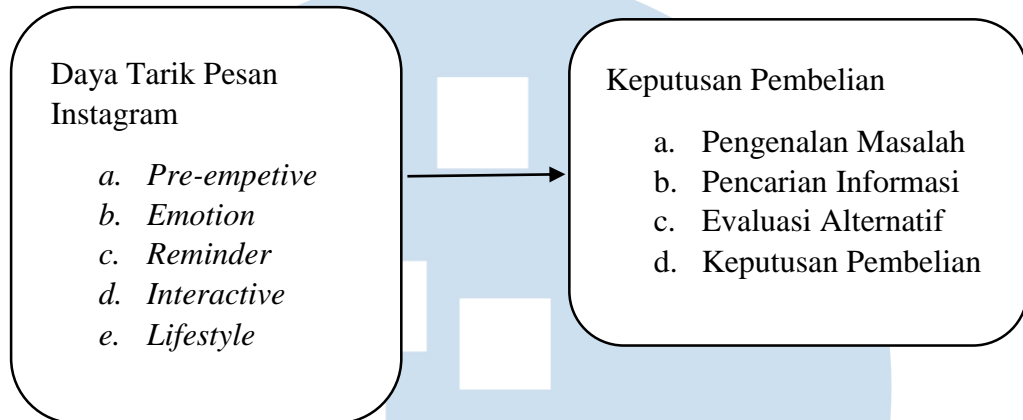 Daya Tarik Pesan
Instagram
a. Pre-empetive
b. Emotion
c. Reminder
d. Interactive
e. Lifestyle
Keputusan Pembelian
a. Pengenalan Masalah
b. Pencarian Informasi
c. Evaluasi Alternatif
d. Keputusan Pembelian